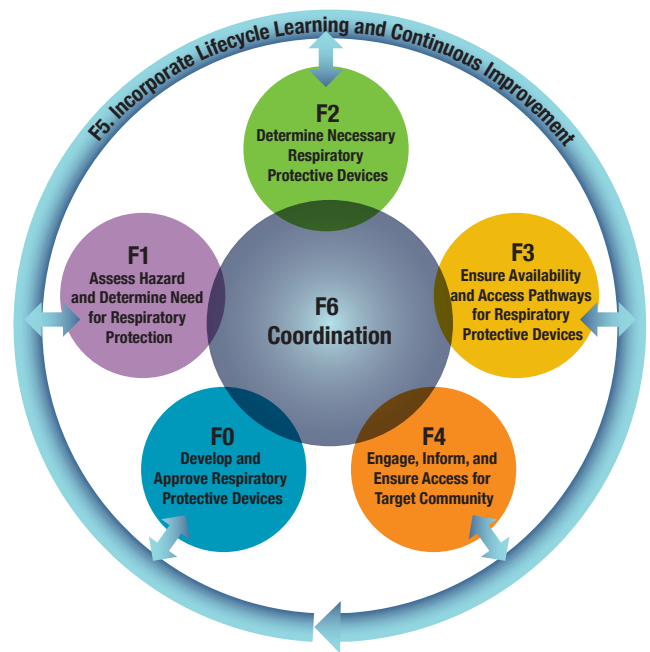 F5. Incorporate Lifecycle Learning and Continuous Improvement
F2
Determine Necessary
Respiratory
Protective Devices
F1
Assess Hazard
and Determine Need
for Respiratory
Protection
F3
Ensure Availability
and Access Pathways
for Respiratory
Protective Devices
F6
Coordination
F0
Develop and
Approve Respiratory
Protective Devices
F4
Engage, Inform, and
Ensure Access for
Target Community